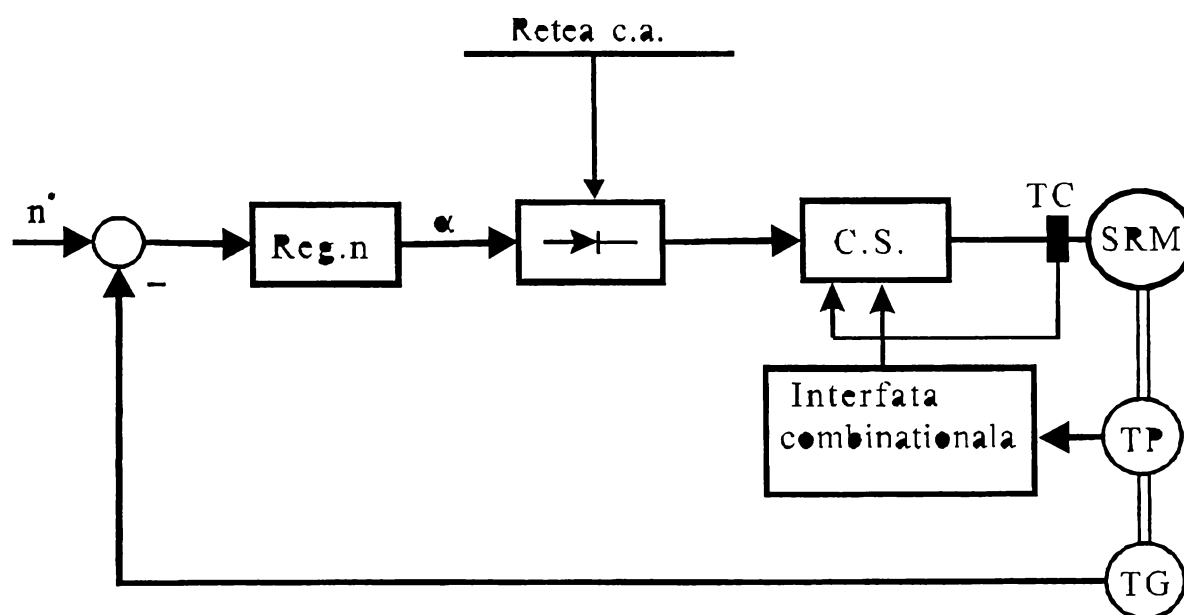 Retea c.a.
n*
Reg.n
α
C.S.
TC
SRM
−
Interfata
combinationala
TP
TG